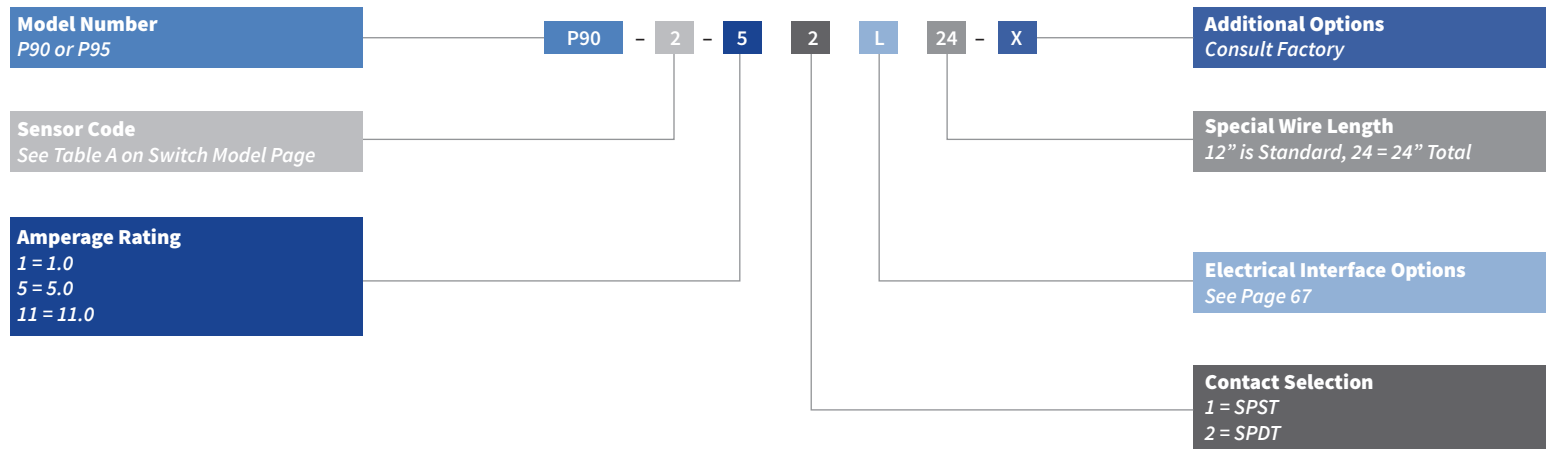 Model Number
P90 or P95
P90 – 2 – 5 2 L 24 – X
Additional Options
Consult Factory
Sensor Code
See Table A on Switch Model Page
Special Wire Length
12” is Standard, 24 = 24” Total
Amperage Rating
1 = 1.0
5 = 5.0
11 = 11.0
Electrical Interface Options
See Page 67
Contact Selection
1 = SPST
2 = SPDT